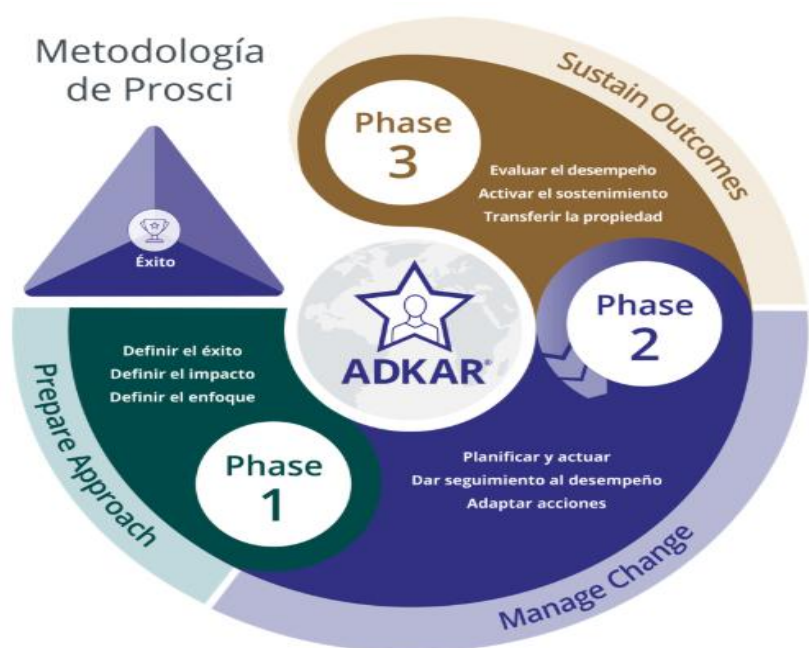 Metodología
de Prosci
Éxito
Prepare Approach
Definir el éxito
Definir el impacto
Definir el enfoque
Phase
1
ADKAR®
Manage Change
Phase
2
Planificar y actuar
Dar seguimiento al desempeño
Adaptar acciones
Sustain Outcomes
Phase
3
Evaluar el desempeño
Activar el sostenimiento
Transferir la propiedad